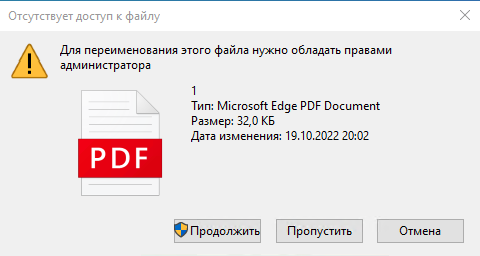 Отсутствует доступ к файлу
Для переименования этого файла нужно обладать правами
администратора
PDF
1
Тип: Microsoft Edge PDF Document
Размер: 32,0 КБ
Дата изменения: 19.10.2022 20:02
Продолжить
Пропустить
Отмена